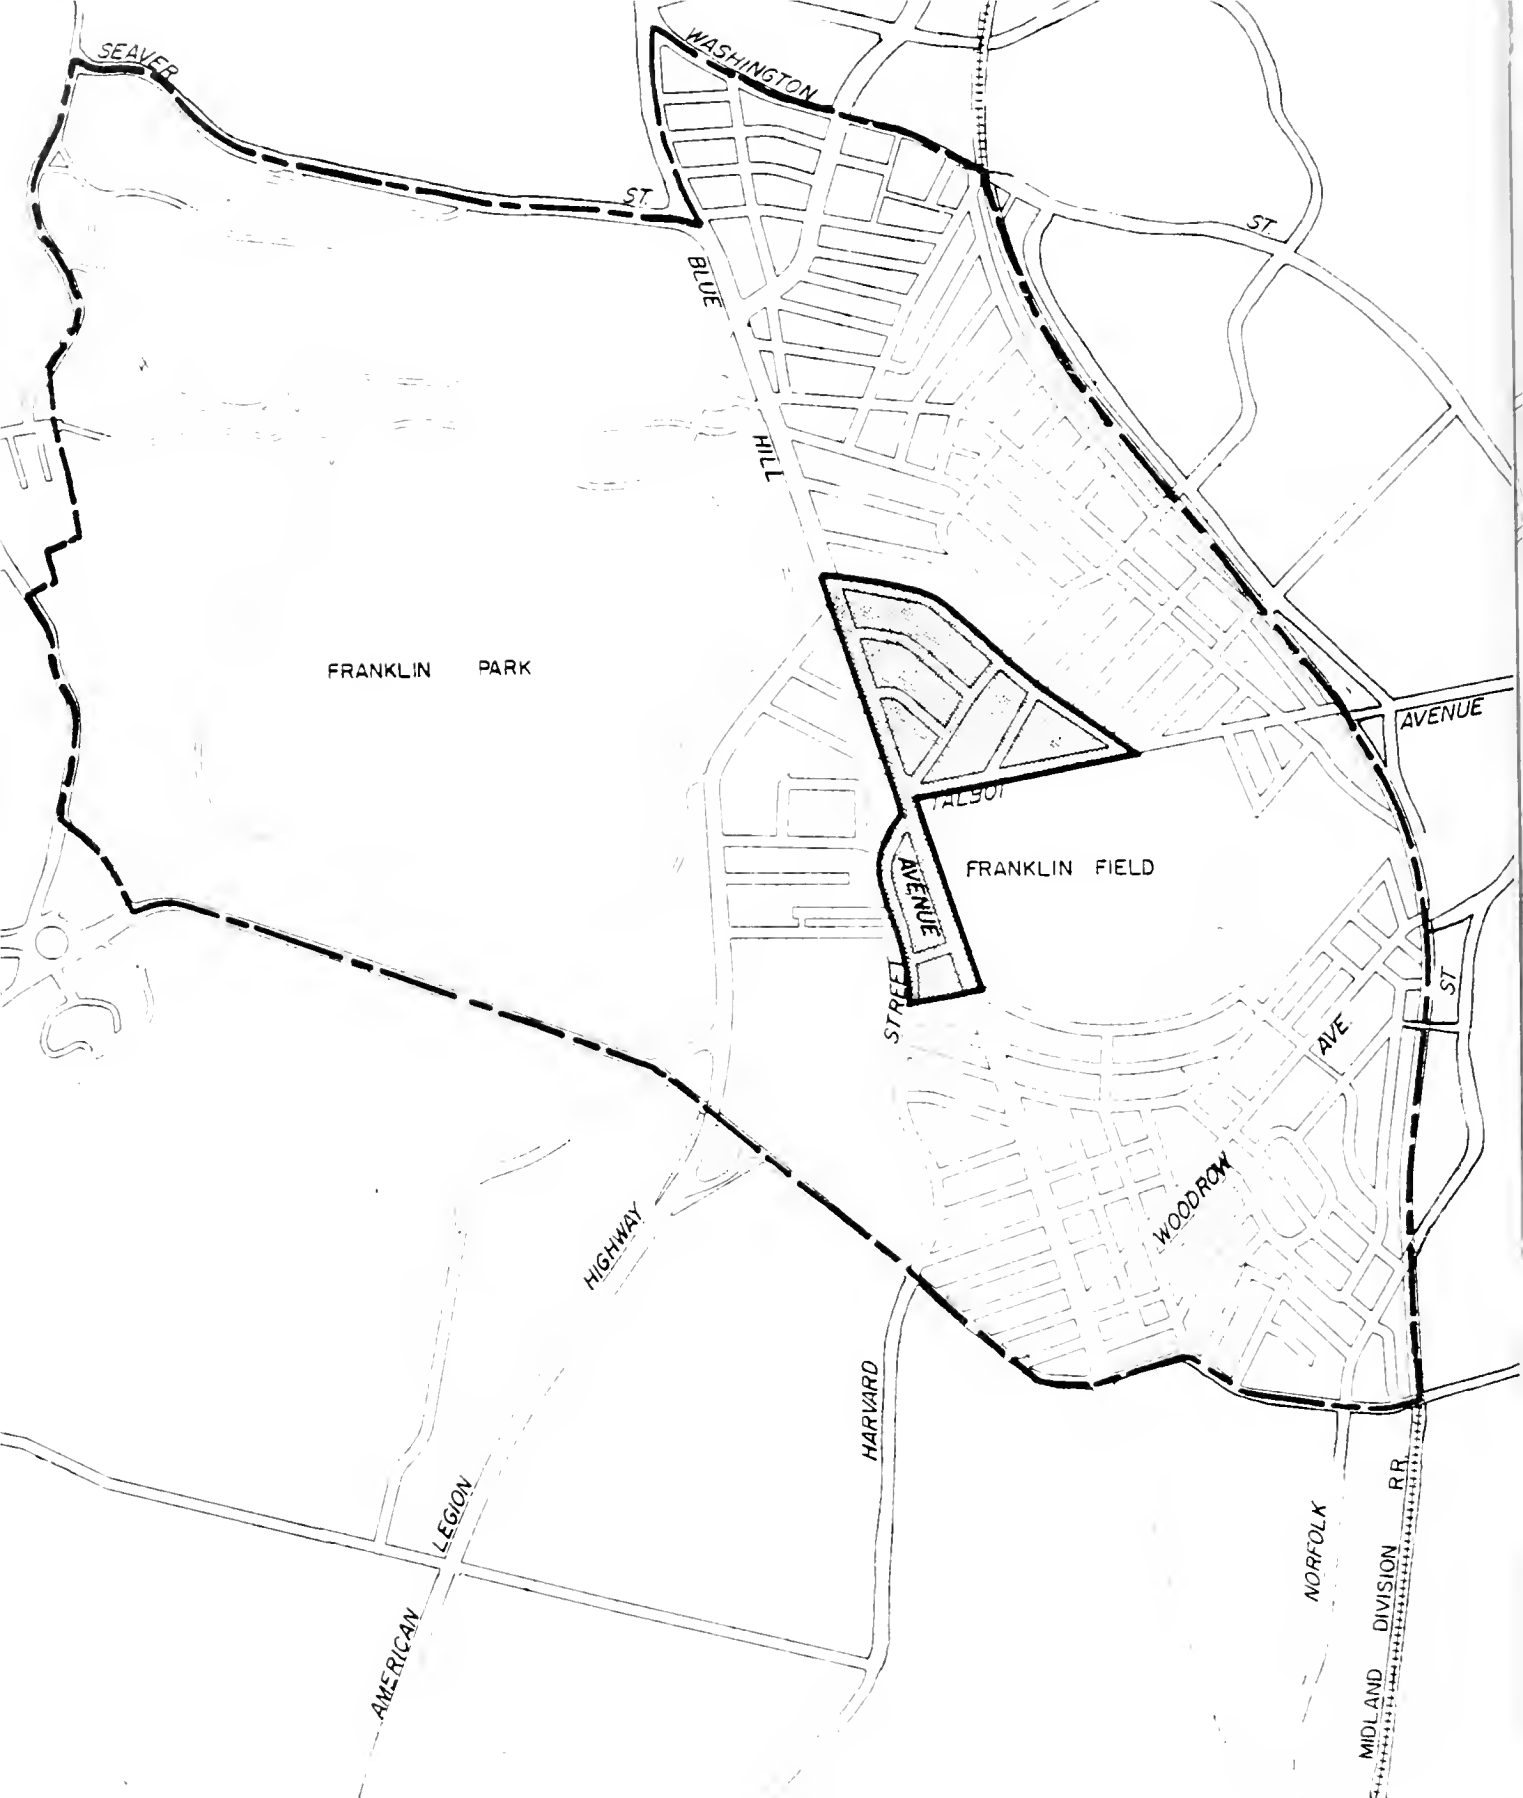 SEAVER
WASHINGTON
ST.
ST.
BLUE
HILL
FRANKLIN PARK
AVENUE
TALBOT
FRANKLIN FIELD
AVENUE
STREET
ST
AVE
WOODROW
HIGHWAY
HARVARD
LEGION
AMERICAN
NORFOLK
MIDLAND DIVISION R.R.